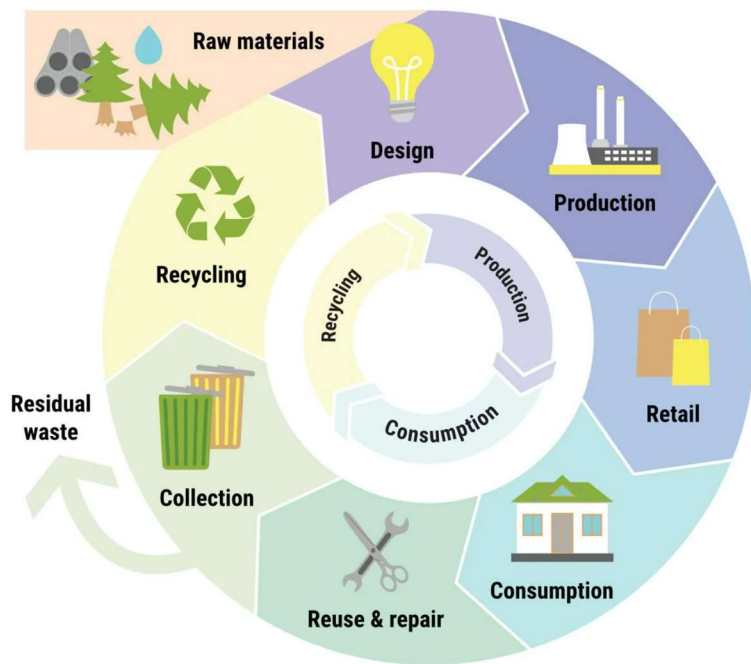 Raw materials
Design
Production
Retail
Consumption
Reuse & repair
Collection
Residual
waste
Recycling
Production
Consumption
Recycling